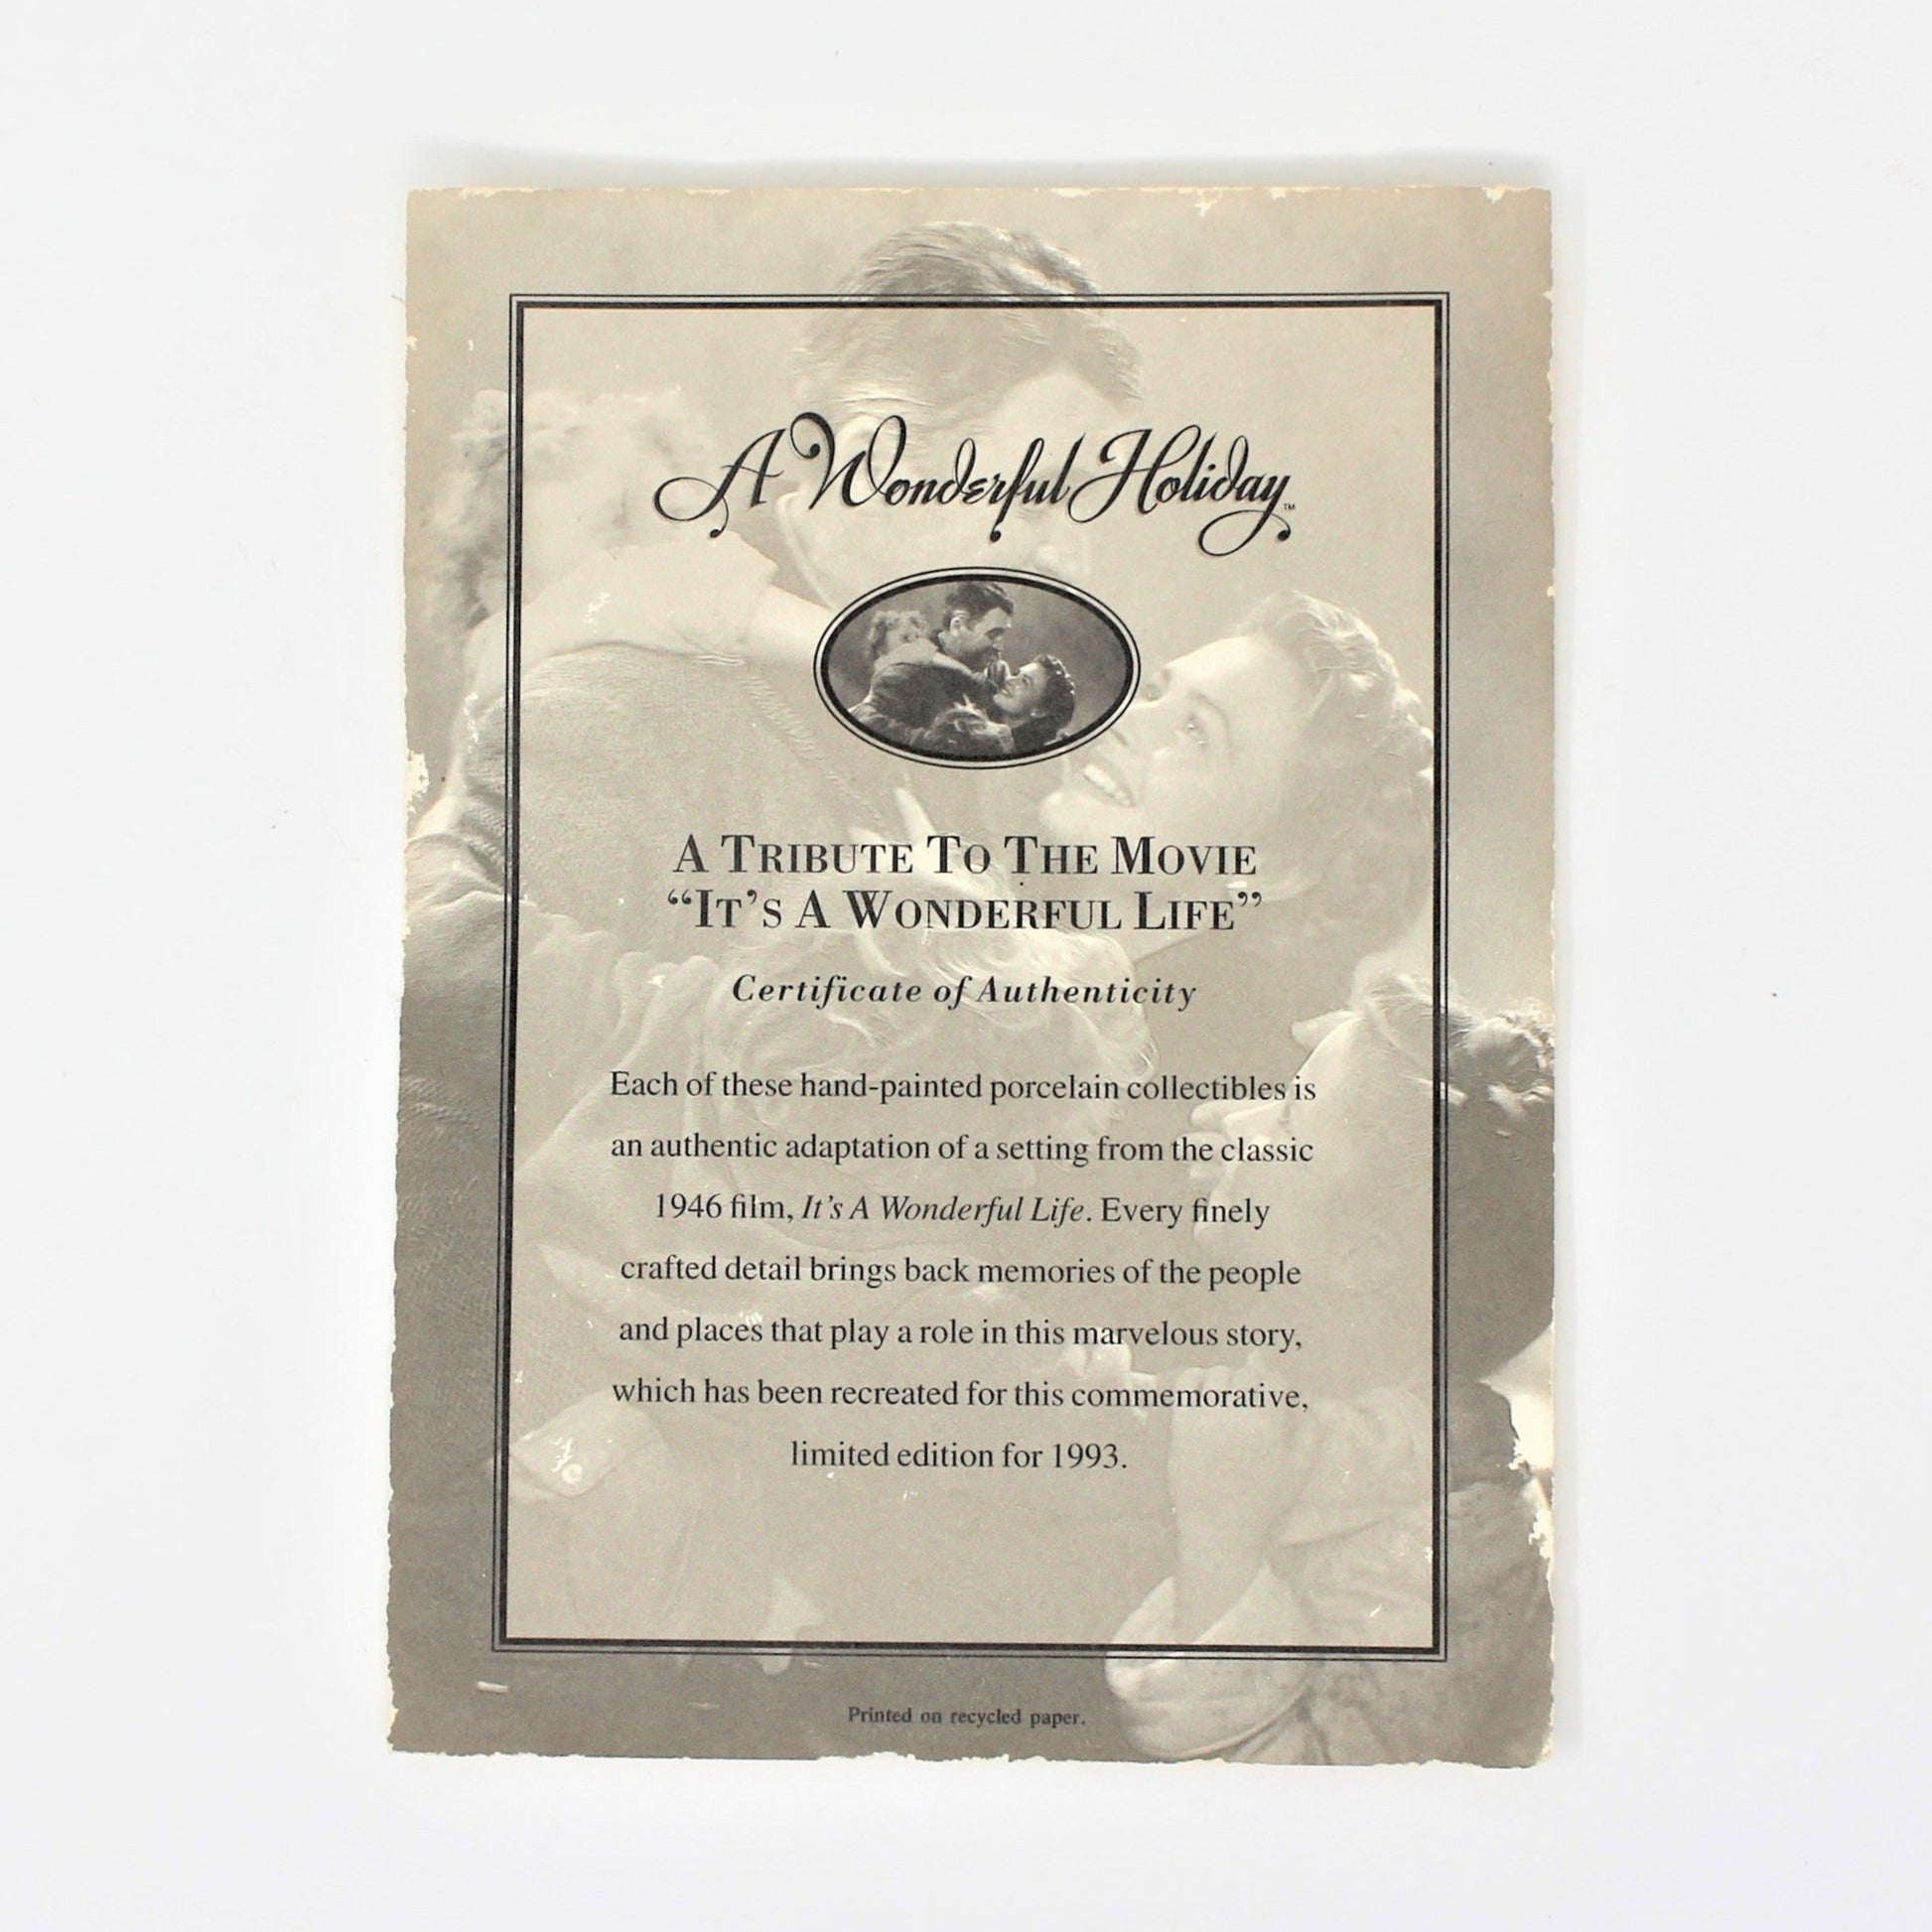 A Wonderful Holiday™
A TRIBUTE TO THE MOVIE
“IT’S A WONDERFUL LIFE”
Certificate of Authenticity
Each of these hand-painted porcelain collectibles is
an authentic adaptation of a setting from the classic
1946 film, It’s A Wonderful Life. Every finely
crafted detail brings back memories of the people
and places that play a role in this marvelous story,
which has been recreated for this commemorative,
limited edition for 1993.
Printed on recycled paper.